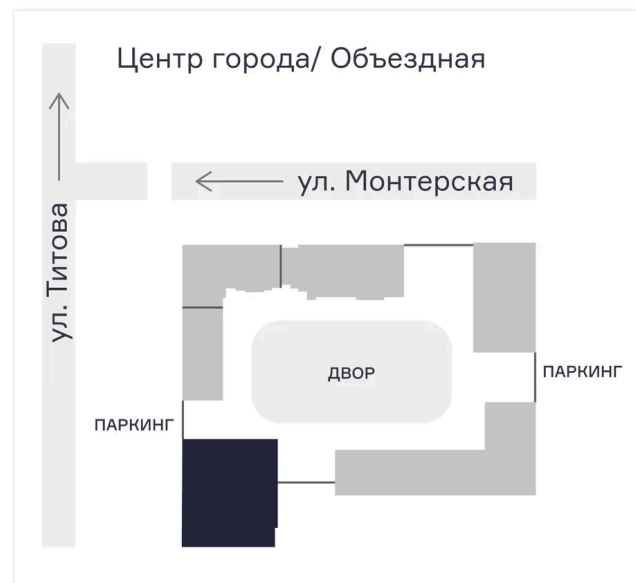 Центр города/ Объездная
ул. Монтерская
ул. Титова
ДВОР
ПАРКИНГ
ПАРКИНГ